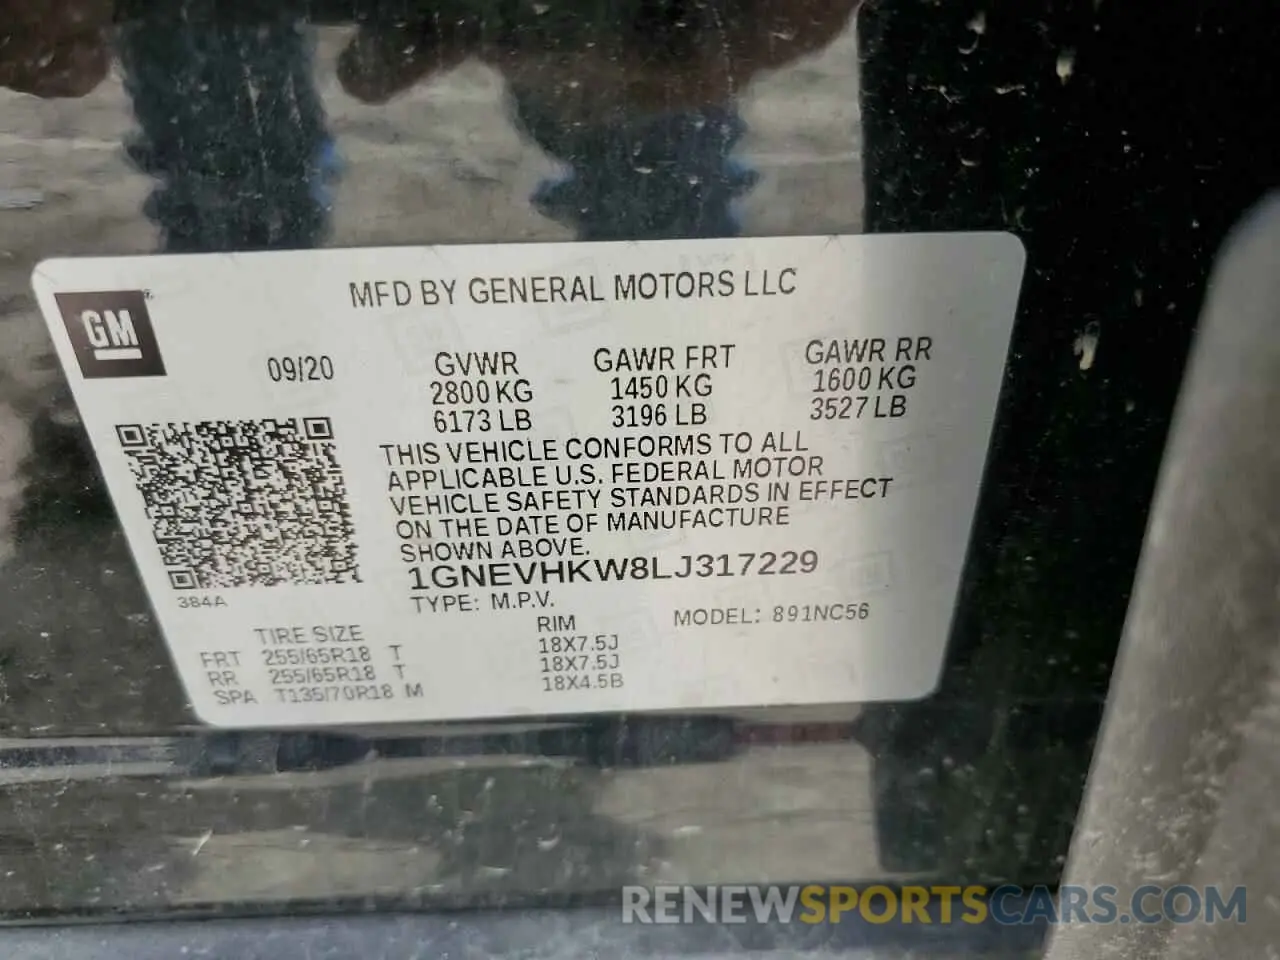 MFD BY GENERAL MOTORS LLC
GM
09/20
GVWR GAWR FRT GAWR RR
2800 KG 1450 KG 1600 KG
6173 LB 3196 LB 3527 LB
THIS VEHICLE CONFORMS TO ALL
APPLICABLE U.S. FEDERAL MOTOR
VEHICLE SAFETY STANDARDS IN EFFECT
ON THE DATE OF MANUFACTURE
SHOWN ABOVE.
1GNEVHKW8LJ317229
384A
TYPE: M.P.V. MODEL: 891NC56
TIRE SIZE RIM
FRT 255/65R18 T 18X7.5J
RR 255/65R18 T 18X7.5J
SPA T135/70R18 M 18X4.5B
RENEWSPORTSCARS.COM